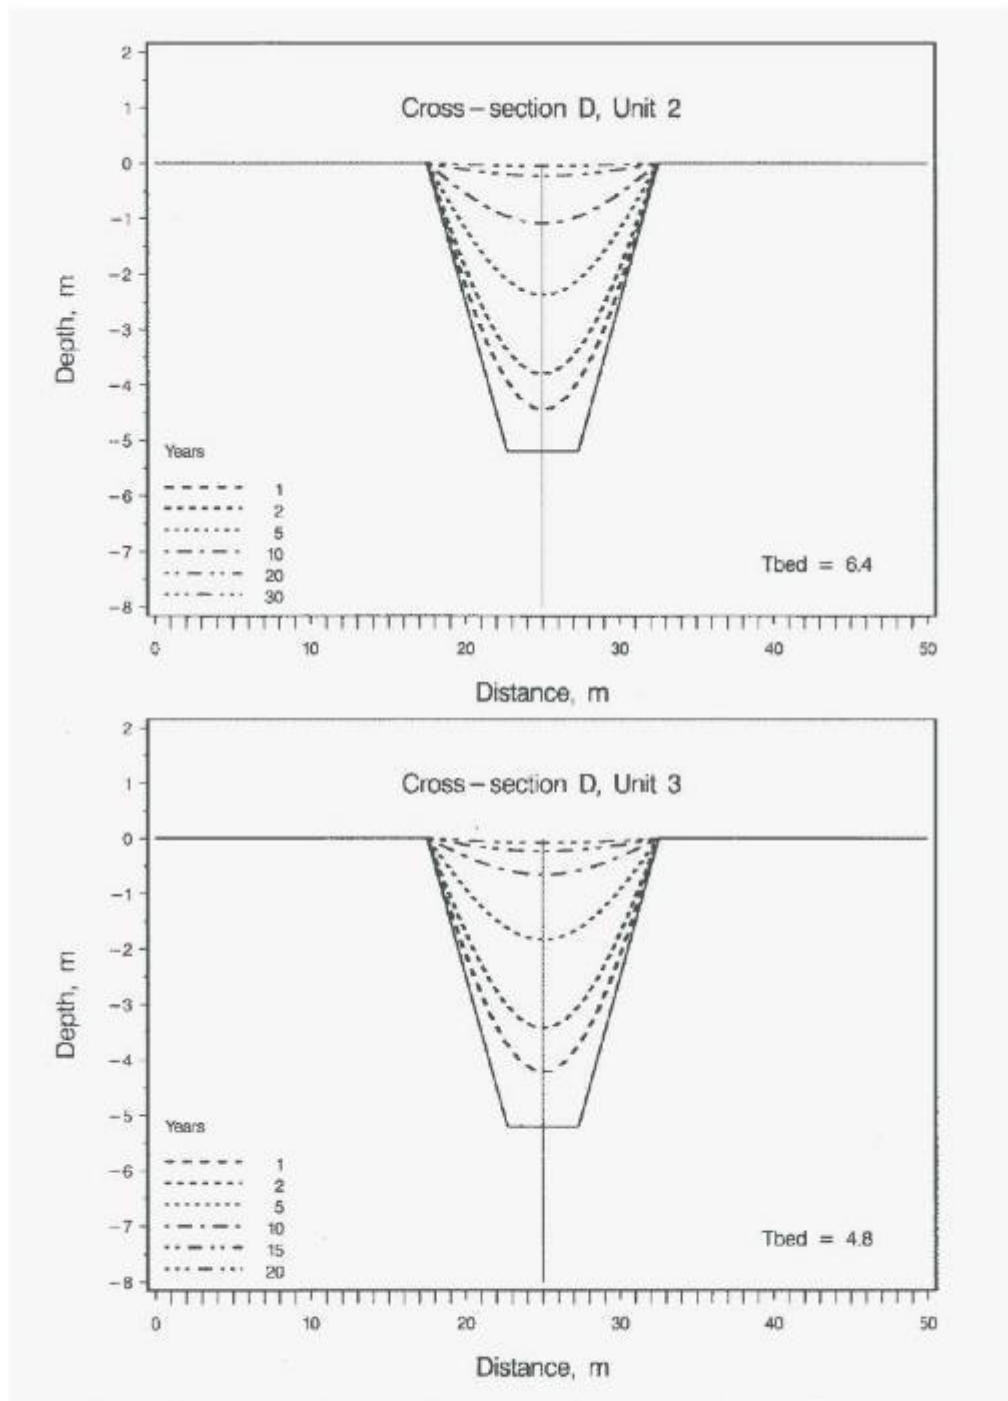 Cross-section D, Unit 2
2
1
0
-1
-2
-3
-4
-5
-6
-7
-8
Depth, m
Years
1
2
5
10
20
30
Tbed = 6.4
0 10 20 30 40 50
Distance, m
Cross-section D, Unit 3
2
1
0
-1
-2
-3
-4
-5
-6
-7
-8
Depth, m
Years
1
2
5
10
15
20
Tbed = 4.8
0 10 20 30 40 50
Distance, m